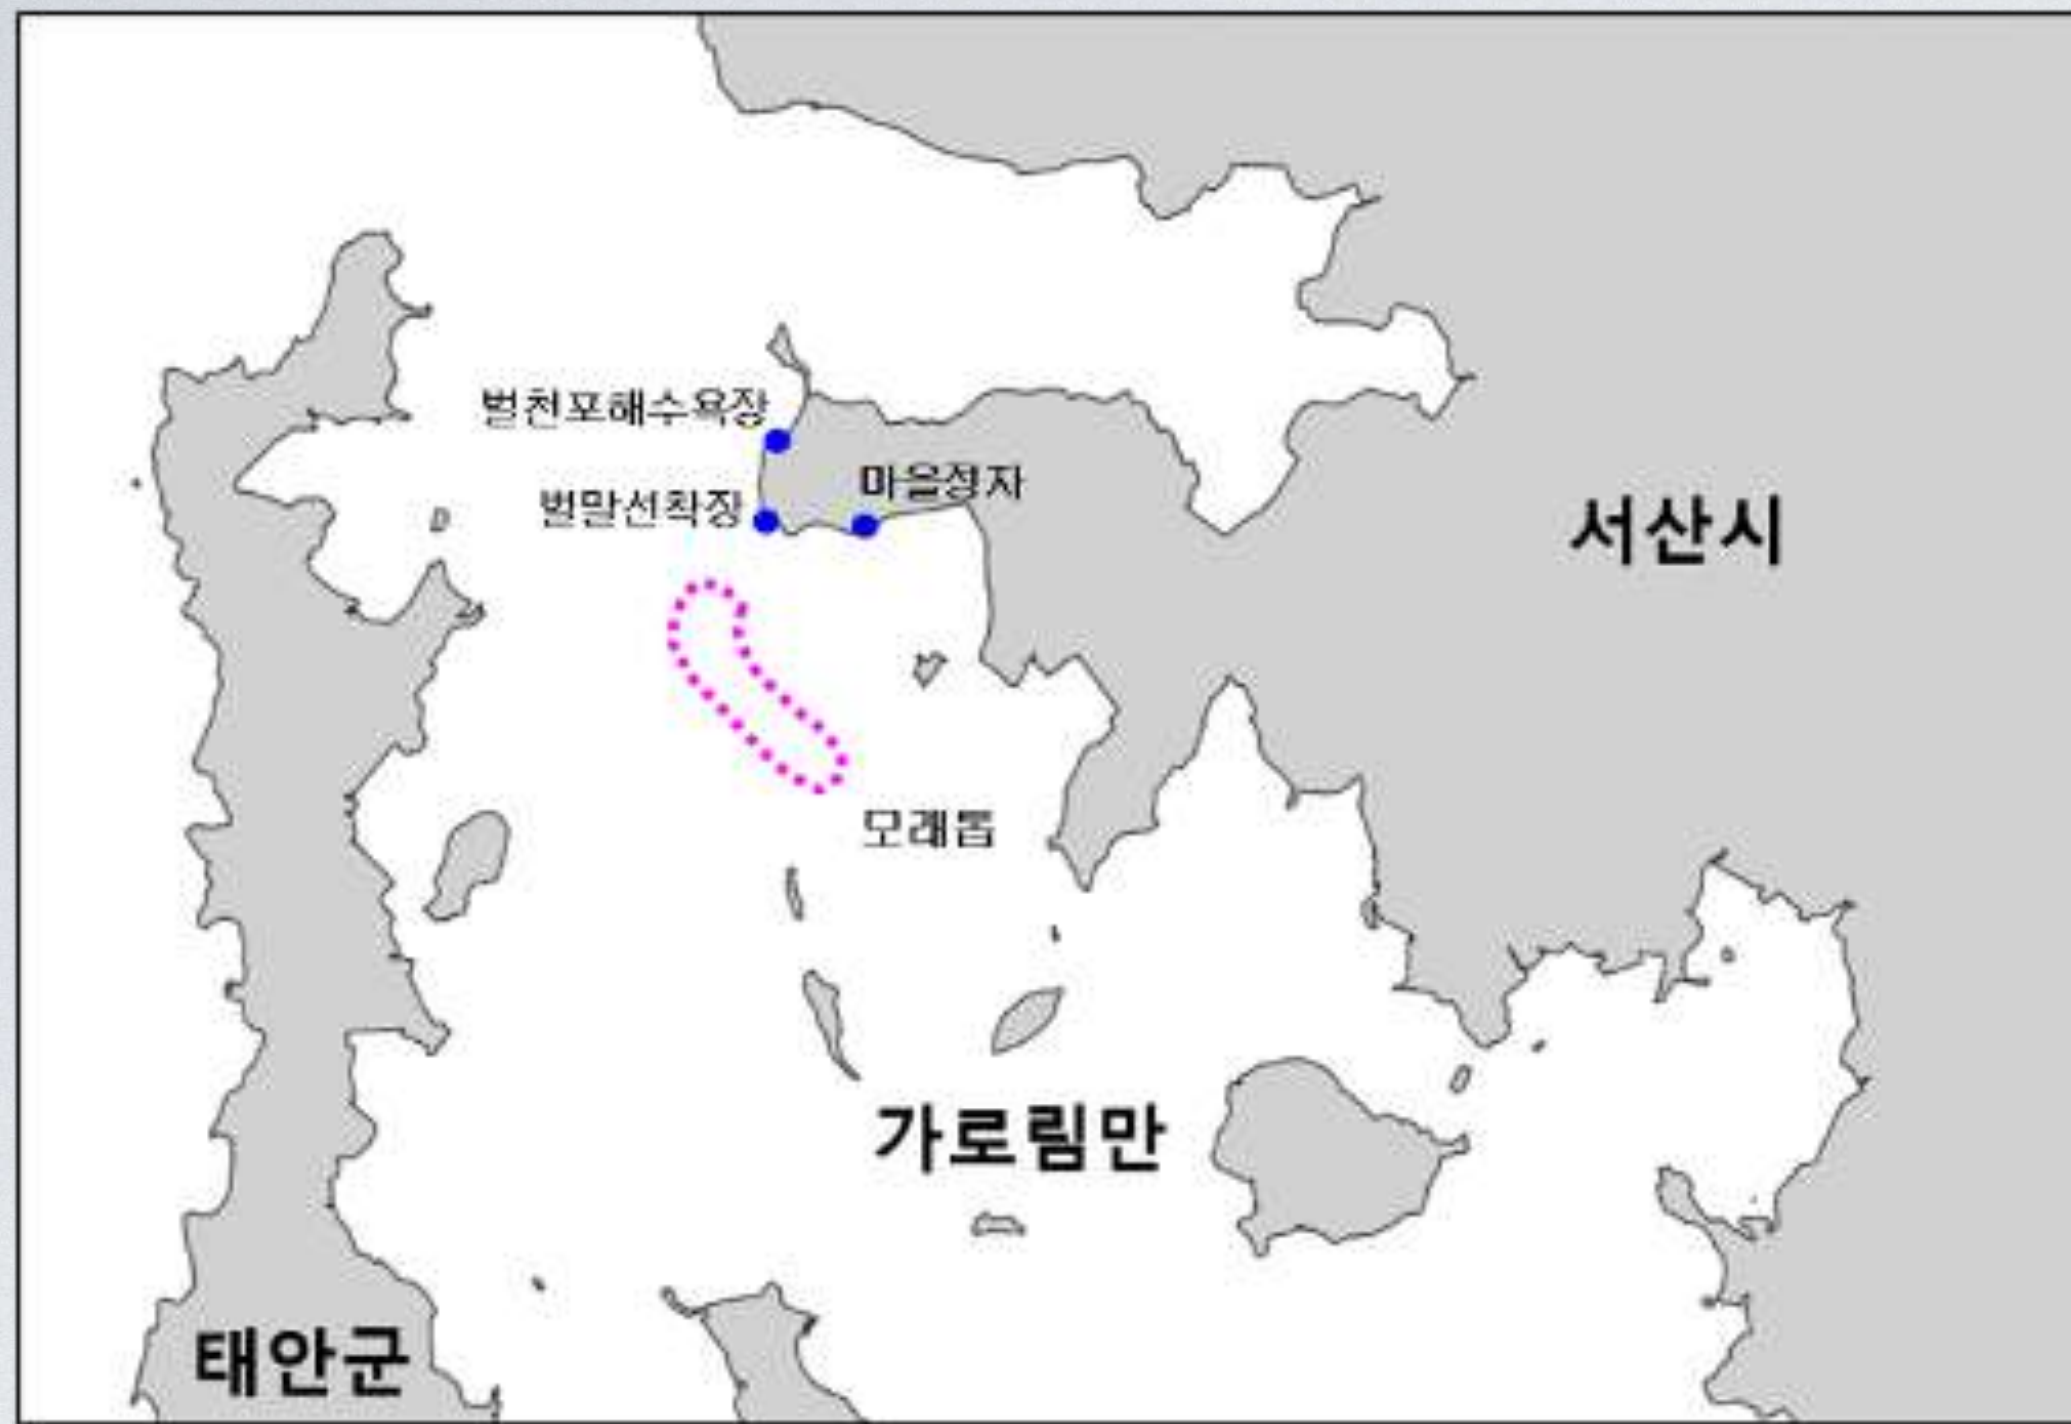 벌천포해수욕장
마을정자
벌말선착장
서산시
모래톱
가로림만
태안군